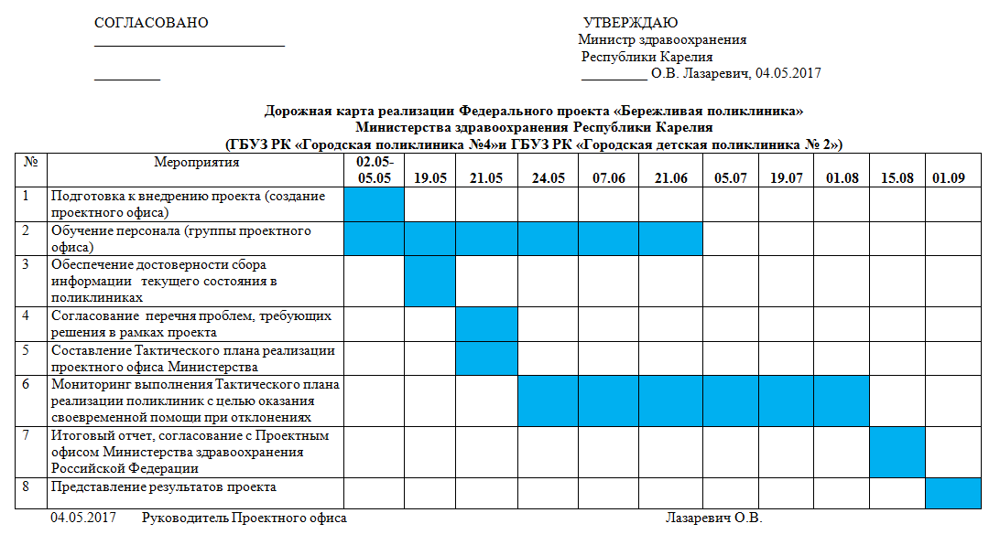 СОГЛАСОВАНО
УТВЕРЖДАЮ
Министр здравоохранения
Республики Карелия
_________ О.В. Лазаревич, 04.05.2017
Дорожная карта реализации Федерального проекта «Бережливая поликлиника»
Министерства здравоохранения Республики Карелия
(ГБУЗ РК «Городская поликлиника №4»и ГБУЗ РК «Городская детская поликлиника № 2»)
№ Мероприятия 02.05-05.05 19.05 21.05 24.05 07.06 21.06 05.07 19.07 01.08 15.08 01.09
1 Подготовка к внедрению проекта (создание
проектного офиса)
2 Обучение персонала (группы проектного
офиса)
3 Обеспечение достоверности сбора
информации текущего состояния в
поликлиниках
4 Согласование перечня проблем, требующих
решения в рамках проекта
5 Составление Тактического плана реализации
проектного офиса Министерства
6 Мониторинг выполнения Тактического плана
реализации поликлиник с целью оказания
своевременной помощи при отклонениях
7 Итоговый отчет, согласование с Проектным
офисом Министерства здравоохранения
Российской Федерации
8 Представление результатов проекта
04.05.2017 Руководитель Проектного офиса Лазаревич О.В.